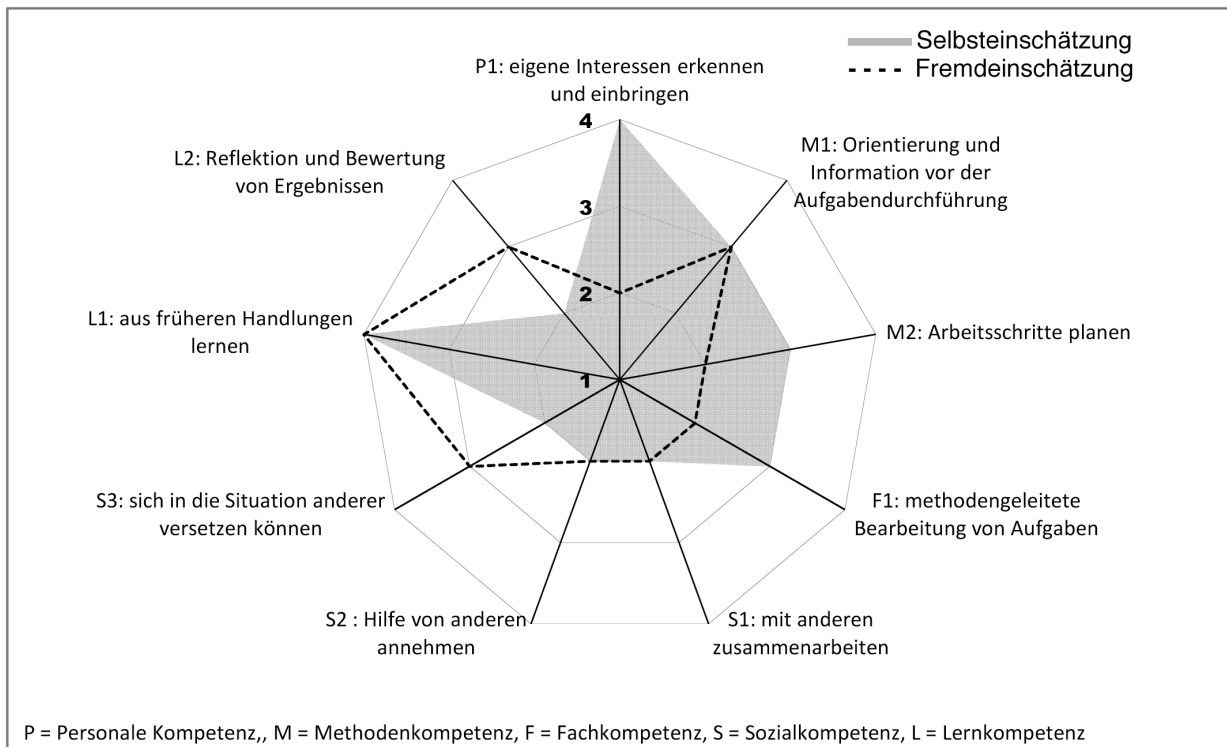 Selbsteinschätzung
Fremdeinschätzung
P1: eigene Interessen erkennen
und einbringen
M1: Orientierung und
Information vor der
Aufgabendurchführung
M2: Arbeitsschritte planen
F1: methodengeleitete
Bearbeitung von Aufgaben
S1: mit anderen
zusammenarbeiten
S2 : Hilfe von anderen
annehmen
S3: sich in die Situation anderer
versetzen können
L1: aus früheren Handlungen
lernen
L2: Reflektion und Bewertung
von Ergebnissen
4
3
2
1
P = Personale Kompetenz,, M = Methodenkompetenz, F = Fachkompetenz, S = Sozialkompetenz, L = Lernkompetenz